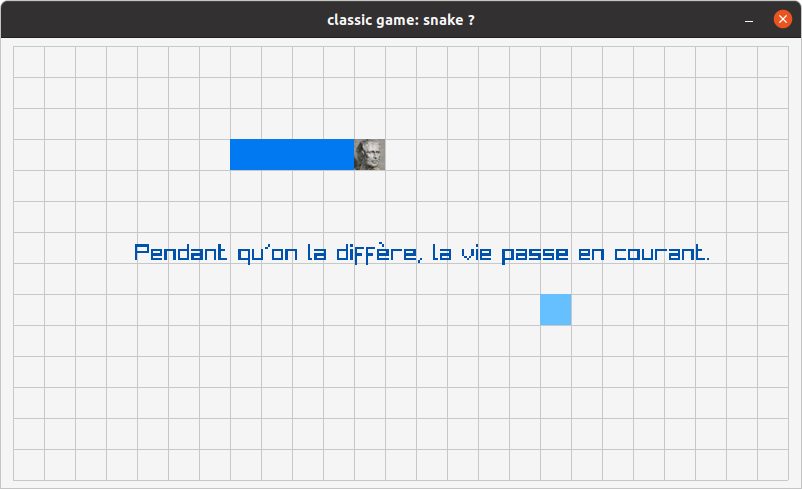 classic game: snake ?
Pendant qu'on la diffère, la vie passe en courant.